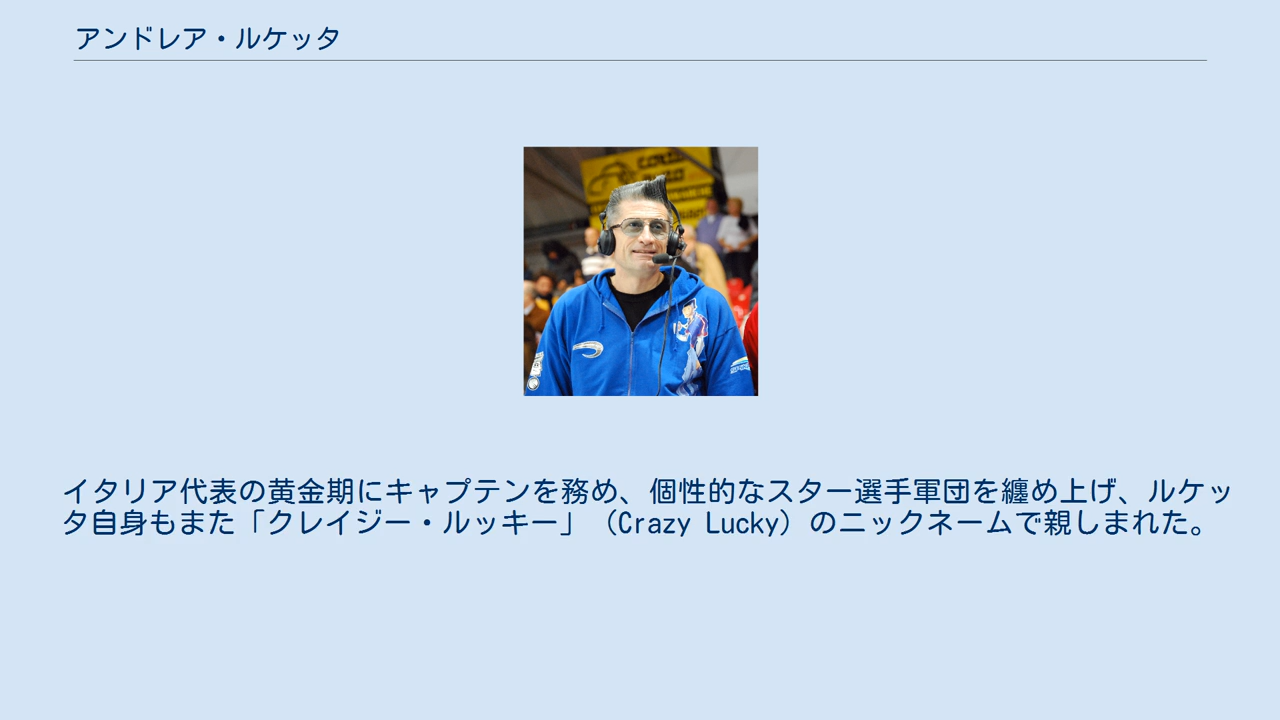 アンドレア・ルケッタ
イタリア代表の黄金期にキャプテンを務め、個性的なスター選手軍団を纏め上げ、ルケッ
タ自身もまた「クレイジー・ルッキー」（Crazy Lucky）のニックネームで親しまれた。